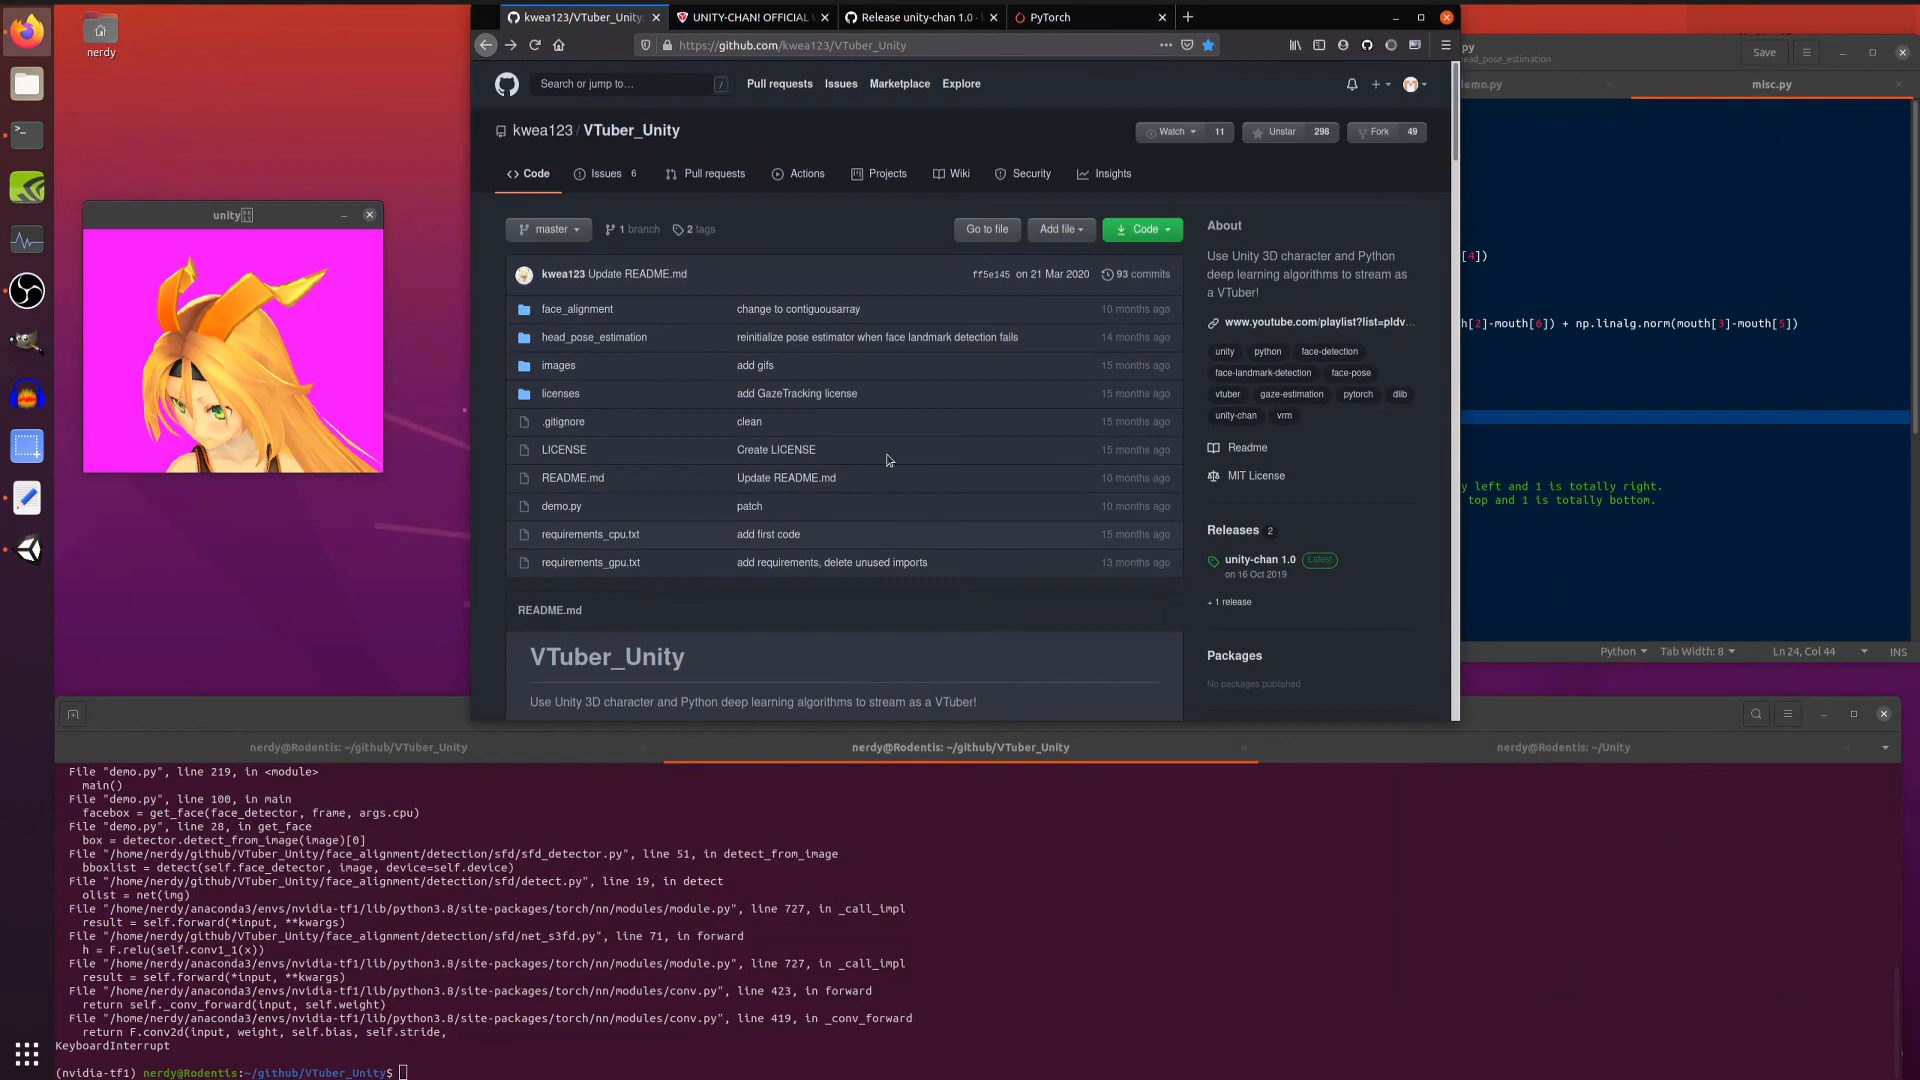 nerdy
kwea123/VTuber_Unity
UNITY-CHAN! OFFICIAL
Release unity-chan 1.0 ·
PyTorch
https://github.com/kwea123/VTuber_Unity
Search or jump to…
/
Pull requests
Issues
Marketplace
Explore
kwea123 / VTuber_Unity
Watch
11
Unstar
298
Fork
49
Code
Issues
6
Pull requests
Actions
Projects
Wiki
Security
Insights
master
1 branch
2 tags
Go to file
Add file
Code
kwea123 Update README.md
ff5e145 on 21 Mar 2020
93 commits
face_alignment
change to contiguousarray
10 months ago
head_pose_estimation
reinitialize pose estimator when face landmark detection fails
14 months ago
images
add gifs
15 months ago
licenses
add GazeTracking license
15 months ago
.gitignore
clean
15 months ago
LICENSE
Create LICENSE
15 months ago
README.md
Update README.md
10 months ago
demo.py
patch
10 months ago
requirements_cpu.txt
add first code
15 months ago
requirements_gpu.txt
add requirements, delete unused imports
13 months ago
README.md
VTuber_Unity
Use Unity 3D character and Python deep learning algorithms to stream as a VTuber!
About
Use Unity 3D character and Python
deep learning algorithms to stream as
a VTuber!
www.youtube.com/playlist?list=pldv...
unity
python
face-detection
face-landmark-detection
face-pose
vtuber
gaze-estimation
pytorch
dlib
unity-chan
vrm
Readme
MIT License
Releases 2
unity-chan 1.0
Latest
on 16 Oct 2019
+ 1 release
Packages
No packages published
unity
py
head_pose_estimation
Save
demo.py
misc.py
[4])
h[2]-mouth[6]) + np.linalg.norm(mouth[3]-mouth[5])
y left and 1 is totally right.
top and 1 is totally bottom.
Python
Tab Width: 8
Ln 24, Col 44
INS
nerdy@Rodentis: ~/github/VTuber_Unity
nerdy@Rodentis: ~/github/VTuber_Unity
nerdy@Rodentis: ~/Unity
File "demo.py", line 219, in <module>
main()
File "demo.py", line 100, in main
facebox = get_face(face_detector, frame, args.cpu)
File "demo.py", line 28, in get_face
box = detector.detect_from_image(image)[0]
File "/home/nerdy/github/VTuber_Unity/face_alignment/detection/sfd/sfd_detector.py", line 51, in detect_from_image
bboxlist = detect(self.face_detector, image, device=self.device)
File "/home/nerdy/github/VTuber_Unity/face_alignment/detection/sfd/detect.py", line 19, in detect
olist = net(img)
File "/home/nerdy/anaconda3/envs/nvidia-tf1/lib/python3.8/site-packages/torch/nn/modules/module.py", line 727, in _call_impl
result = self.forward(*input, **kwargs)
File "/home/nerdy/github/VTuber_Unity/face_alignment/detection/sfd/net_s3fd.py", line 71, in forward
h = F.relu(self.conv1_1(x))
File "/home/nerdy/anaconda3/envs/nvidia-tf1/lib/python3.8/site-packages/torch/nn/modules/module.py", line 727, in _call_impl
result = self.forward(*input, **kwargs)
File "/home/nerdy/anaconda3/envs/nvidia-tf1/lib/python3.8/site-packages/torch/nn/modules/conv.py", line 423, in forward
return self._conv_forward(input, self.weight)
File "/home/nerdy/anaconda3/envs/nvidia-tf1/lib/python3.8/site-packages/torch/nn/modules/conv.py", line 419, in _conv_forward
return F.conv2d(input, weight, self.bias, self.stride,
KeyboardInterrupt
(nvidia-tf1) nerdy@Rodentis:~/github/VTuber_Unity$